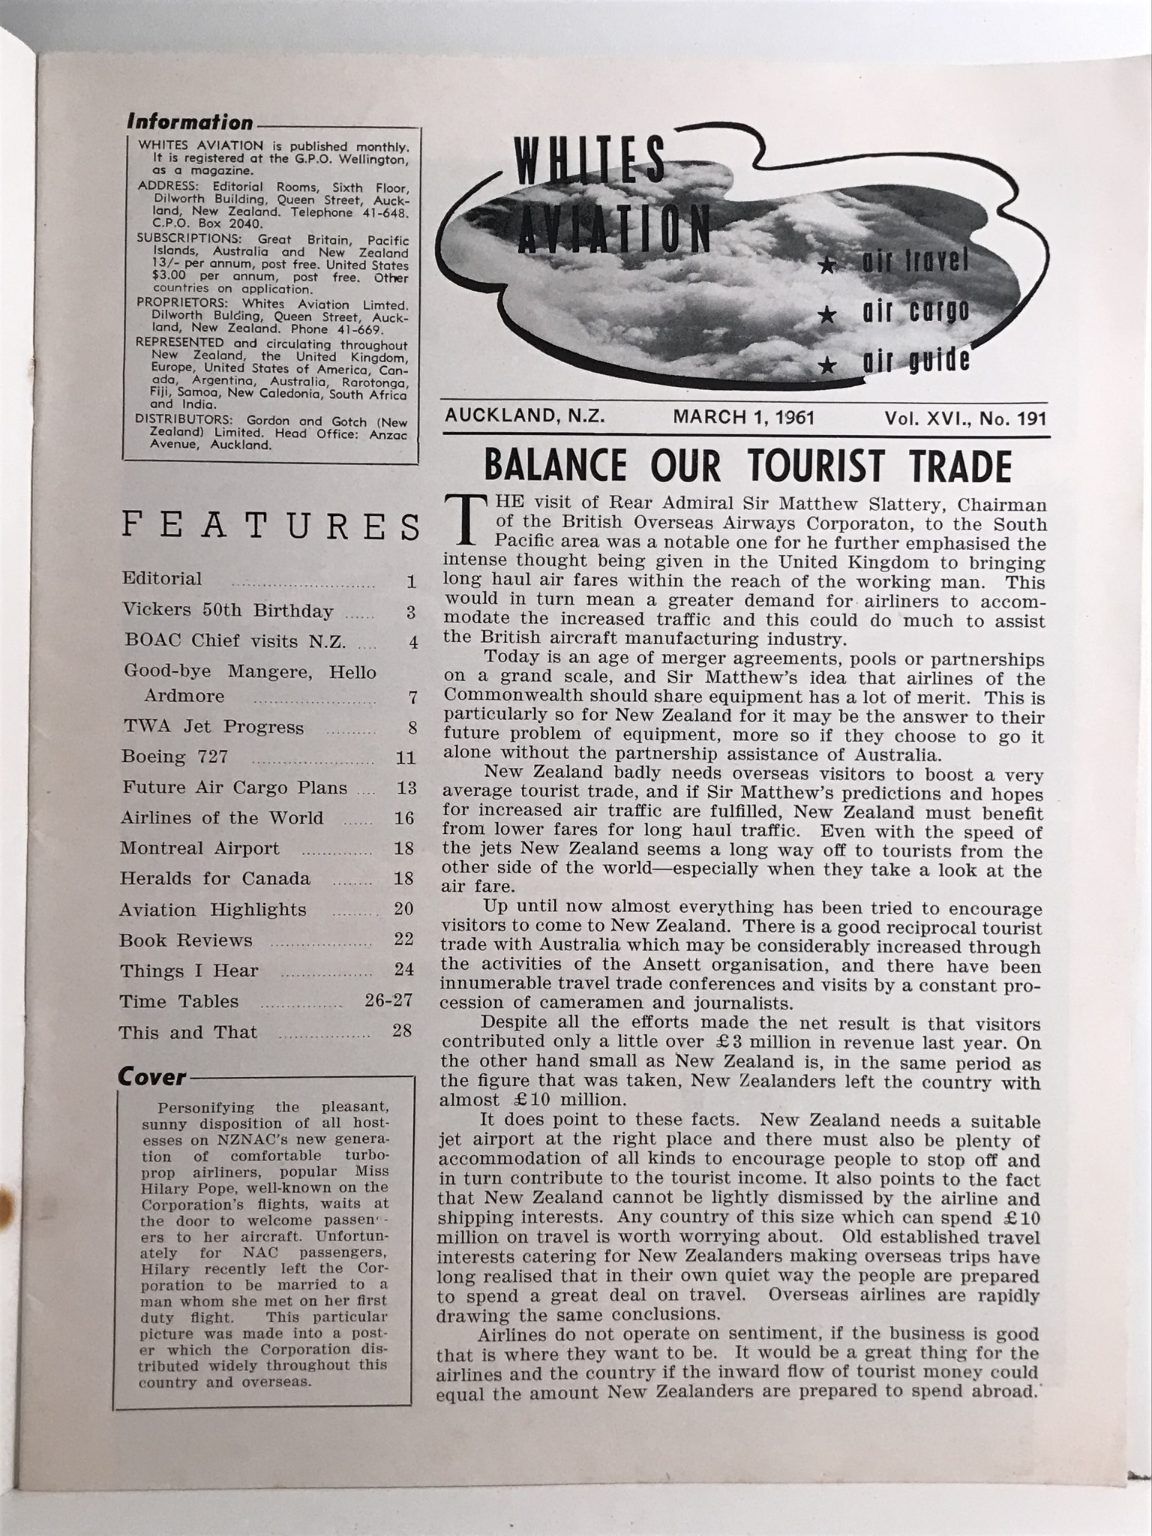 Information
WHITES AVIATION is published monthly.
It is registered at the G.P.O. Wellington,
as a magazine.
ADDRESS: Editorial Rooms, Sixth Floor,
Dilworth Building, Queen Street, Auck-
land, New Zealand. Telephone 41-648.
C.P.O. Box 2040.
SUBSCRIPTIONS: Great Britain, Pacific
Islands, Australia and New Zealand
13/- per annum, post free. United States
$3.00 per annum, post free. Other
countries on application.
PROPRIETORS: Whites Aviation Limted.
Dilworth Bulding, Queen Street, Auck-
land, New Zealand. Phone 41-669.
REPRESENTED and circulating throughout
New Zealand, the United Kingdom,
Europe, United States of America, Can-
ada, Argentina, Australia, Rarotonga,
Fiji, Samoa, New Caledonia, South Africa
and India.
DISTRIBUTORS: Gordon and Gotch (New
Zealand) Limited. Head Office: Anzac
Avenue, Auckland.
FEATURES
Editorial ........ 1
Vickers 50th Birthday ...... 3
BOAC Chief visits N.Z. .... 4
Good-bye Mangere, Hello
Ardmore ........ 7
TWA Jet Progress ........ 8
Boeing 727 ........ 11
Future Air Cargo Plans .... 13
Airlines of the World ...... 16
Montreal Airport ........ 18
Heralds for Canada ........ 18
Aviation Highlights ........ 20
Book Reviews ........ 22
Things I Hear ........ 24
Time Tables ........ 26-27
This and That ........ 28
Cover
Personifying the pleasant,
sunny disposition of all host-
esses on NZNAC's new genera-
tion of comfortable turbo-
prop airliners, popular Miss
Hilary Pope, well-known on the
Corporation's flights, waits at
the door to welcome passen-
ers to her aircraft. Unfortun-
ately for NAC passengers,
Hilary recently left the Cor-
poration to be married to a
man whom she met on her first
duty flight. This particular
picture was made into a post-
er which the Corporation dis-
tributed widely throughout this
country and overseas.
WHITES
AVIATION
★ air travel
★ air cargo
★ air guide
AUCKLAND, N.Z. MARCH 1, 1961 Vol. XVI., No. 191
BALANCE OUR TOURIST TRADE
THE visit of Rear Admiral Sir Matthew Slattery, Chairman
of the British Overseas Airways Corporaton, to the South
Pacific area was a notable one for he further emphasised the
intense thought being given in the United Kingdom to bringing
long haul air fares within the reach of the working man. This
would in turn mean a greater demand for airliners to accom-
modate the increased traffic and this could do much to assist
the British aircraft manufacturing industry.
Today is an age of merger agreements, pools or partnerships
on a grand scale, and Sir Matthew's idea that airlines of the
Commonwealth should share equipment has a lot of merit. This is
particularly so for New Zealand for it may be the answer to their
future problem of equipment, more so if they choose to go it
alone without the partnership assistance of Australia.
New Zealand badly needs overseas visitors to boost a very
average tourist trade, and if Sir Matthew's predictions and hopes
for increased air traffic are fulfilled, New Zealand must benefit
from lower fares for long haul traffic. Even with the speed of
the jets New Zealand seems a long way off to tourists from the
other side of the world—especially when they take a look at the
air fare.
Up until now almost everything has been tried to encourage
visitors to come to New Zealand. There is a good reciprocal tourist
trade with Australia which may be considerably increased through
the activities of the Ansett organisation, and there have been
innumerable travel trade conferences and visits by a constant pro-
cession of cameramen and journalists.
Despite all the efforts made the net result is that visitors
contributed only a little over £3 million in revenue last year. On
the other hand small as New Zealand is, in the same period as
the figure that was taken, New Zealanders left the country with
almost £10 million.
It does point to these facts. New Zealand needs a suitable
jet airport at the right place and there must also be plenty of
accommodation of all kinds to encourage people to stop off and
in turn contribute to the tourist income. It also points to the fact
that New Zealand cannot be lightly dismissed by the airline and
shipping interests. Any country of this size which can spend £10
million on travel is worth worrying about. Old established travel
interests catering for New Zealanders making overseas trips have
long realised that in their own quiet way the people are prepared
to spend a great deal on travel. Overseas airlines are rapidly
drawing the same conclusions.
Airlines do not operate on sentiment, if the business is good
that is where they want to be. It would be a great thing for the
airlines and the country if the inward flow of tourist money could
equal the amount New Zealanders are prepared to spend abroad.